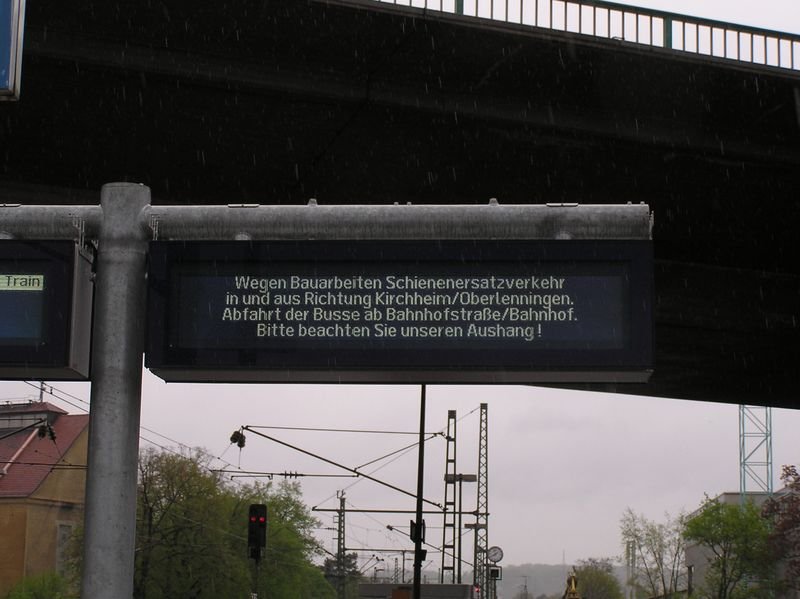 Train
Wegen Bauarbeiten Schienenersatzverkehr
in und aus Richtung Kirchheim/Oberlenningen.
Abfahrt der Busse ab Bahnhofstraße/Bahnhof.
Bitte beachten Sie unseren Aushang!